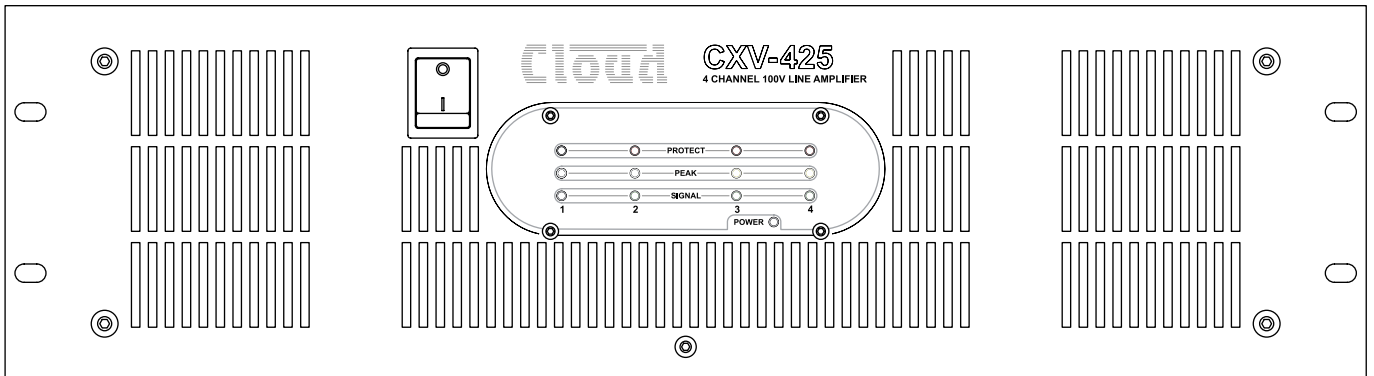 Cloud
CXV-425
4 CHANNEL 100V LINE AMPLIFIER
PROTECT
PEAK
SIGNAL
1 2 3 4
POWER